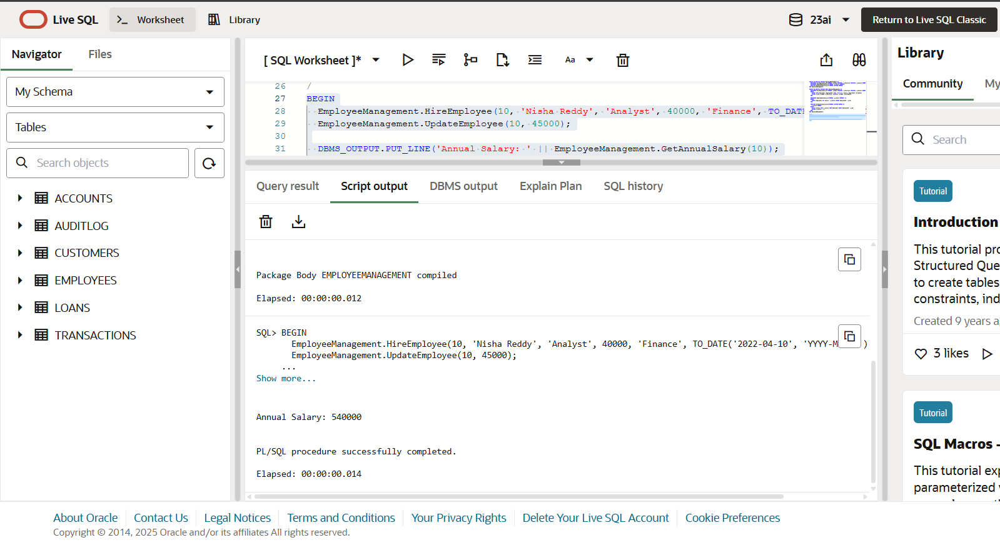 Live SQL
Worksheet
Library
23ai
Return to Live SQL Classic
Navigator
Files
My Schema
Tables
Search objects
ACCOUNTS
AUDITLOG
CUSTOMERS
EMPLOYEES
LOANS
TRANSACTIONS
[ SQL Worksheet ]*
Aa
26 /
27 BEGIN
28 EmployeeManagement.HireEmployee(10, 'Nisha Reddy', 'Analyst', 40000, 'Finance', TO_DATE
29 EmployeeManagement.UpdateEmployee(10, 45000);
30
31 DBMS_OUTPUT.PUT_LINE('Annual Salary: ' || EmployeeManagement.GetAnnualSalary(10));
Query result
Script output
DBMS output
Explain Plan
SQL history
Package Body EMPLOYEEMANAGEMENT compiled
Elapsed: 00:00:00.012
SQL> BEGIN
EmployeeManagement.HireEmployee(10, 'Nisha Reddy', 'Analyst', 40000, 'Finance', TO_DATE('2022-04-10', 'YYYY-M )
EmployeeManagement.UpdateEmployee(10, 45000);
...
Show more...
Annual Salary: 540000
PL/SQL procedure successfully completed.
Elapsed: 00:00:00.014
Library
Community
My
Search
Tutorial
Introduction
This tutorial pro
Structured Que
to create tables
constraints, ind
Created 9 years a
3 likes
Tutorial
SQL Macros -
This tutorial exp
parameterized v
About Oracle
Contact Us
Legal Notices
Terms and Conditions
Your Privacy Rights
Delete Your Live SQL Account
Cookie Preferences
Copyright © 2014, 2025 Oracle and/or its affiliates All rights reserved.